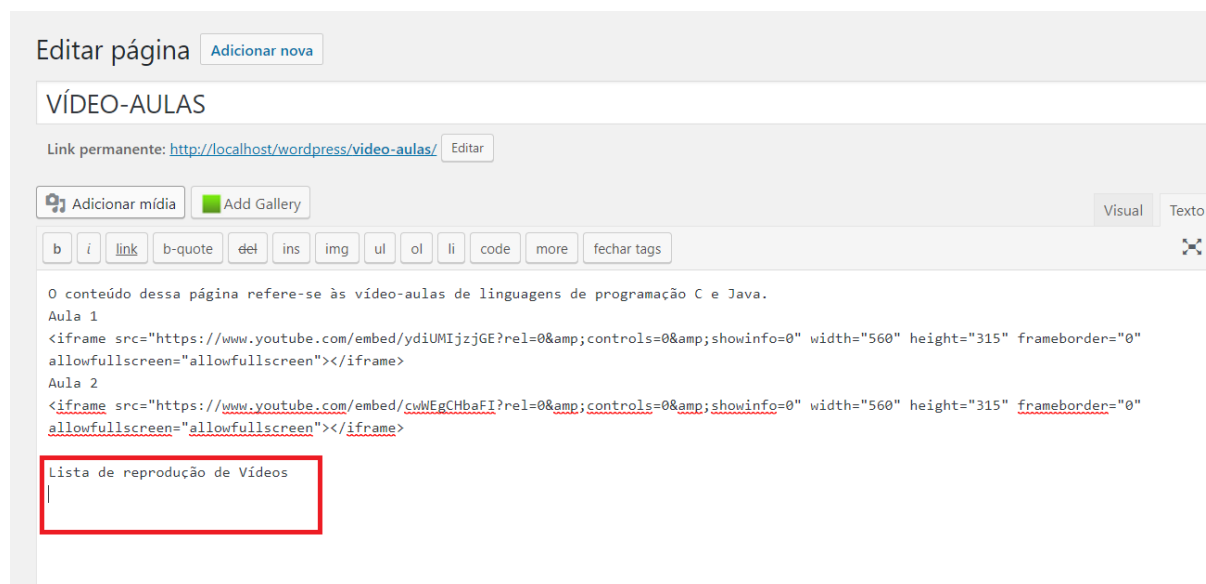 Editar página Adicionar nova
VÍDEO-AULAS
Link permanente: http://localhost/wordpress/video-aulas/ Editar
Adicionar mídia Add Gallery
Visual Texto
b i link b-quote del ins img ul ol li code more fechar tags
O conteúdo dessa página refere-se às vídeo-aulas de linguagens de programação C e Java.
Aula 1
<iframe src="https://www.youtube.com/embed/ydiUMIjzjGE?rel=0&amp;controls=0&amp;showinfo=0" width="560" height="315" frameborder="0"
allowfullscreen="allowfullscreen"></iframe>
Aula 2
<iframe src="https://www.youtube.com/embed/cwWEgCHbaFI?rel=0&amp;controls=0&amp;showinfo=0" width="560" height="315" frameborder="0"
allowfullscreen="allowfullscreen"></iframe>
Lista de reprodução de Vídeos